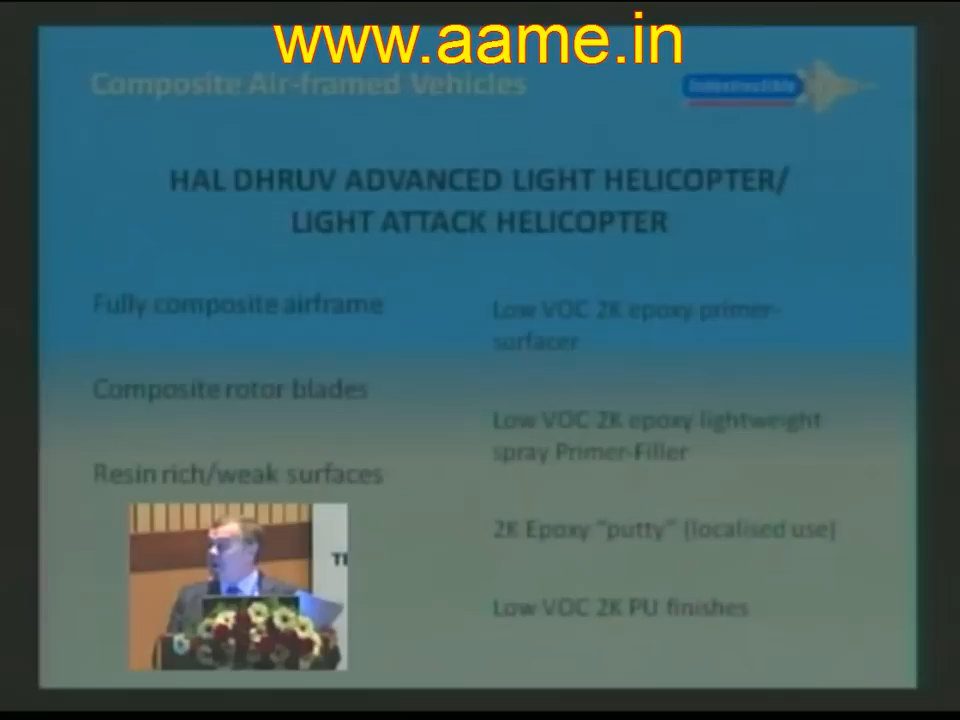 www.aame.in
Composite Air-framed Vehicles
Indestructible
HAL DHRUV ADVANCED LIGHT HELICOPTER/
LIGHT ATTACK HELICOPTER
Fully composite airframe
Composite rotor blades
Resin rich/weak surfaces
Low VOC 2K epoxy primer-
surfacer
Low VOC 2K epoxy lightweight
spray Primer-Filler
2K Epoxy "putty" (localised use)
Low VOC 2K PU finishes